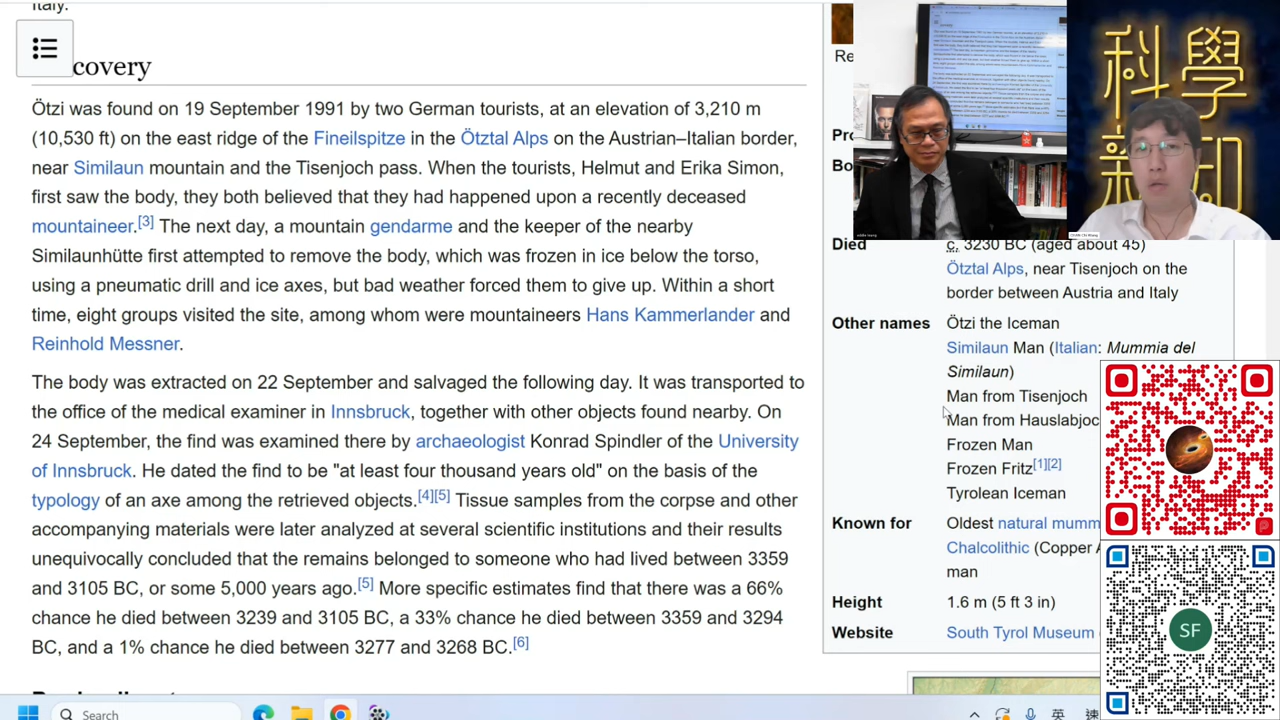 Italy.
very
Ötzi was found on 19 September 1991 by two German tourists, at an elevation of 3,210 m
(10,530 ft) on the east ridge of the Fineilspitze in the Ötztal Alps on the Austrian–Italian border,
near Similaun mountain and the Tisenjoch pass. When the tourists, Helmut and Erika Simon,
first saw the body, they both believed that they had happened upon a recently deceased
mountaineer.[3] The next day, a mountain gendarme and the keeper of the nearby
Similaunhütte first attempted to remove the body, which was frozen in ice below the torso,
using a pneumatic drill and ice axes, but bad weather forced them to give up. Within a short
time, eight groups visited the site, among whom were mountaineers Hans Kammerlander and
Reinhold Messner.
The body was extracted on 22 September and salvaged the following day. It was transported to
the office of the medical examiner in Innsbruck, together with other objects found nearby. On
24 September, the find was examined there by archaeologist Konrad Spindler of the University
of Innsbruck. He dated the find to be "at least four thousand years old" on the basis of the
typology of an axe among the retrieved objects.[4][5] Tissue samples from the corpse and other
accompanying materials were later analyzed at several scientific institutions and their results
unequivocally concluded that the remains belonged to someone who had lived between 3359
and 3105 BC, or some 5,000 years ago.[5] More specific estimates find that there was a 66%
chance he died between 3239 and 3105 BC, a 33% chance he died between 3359 and 3294
BC, and a 1% chance he died between 3277 and 3268 BC.[6]
Re
Pro
Bo
Died c. 3230 BC (aged about 45)
Ötztal Alps, near Tisenjoch on the
border between Austria and Italy
Other names Ötzi the Iceman
Similaun Man (Italian: Mummia del
Similaun)
Man from Tisenjoch
Man from Hauslabjoc
Frozen Man
Frozen Fritz[1][2]
Tyrolean Iceman
Known for Oldest natural mumm
Chalcolithic (Copper A
man
Height 1.6 m (5 ft 3 in)
Website South Tyrol Museum
科學
新知
SF
Search
英